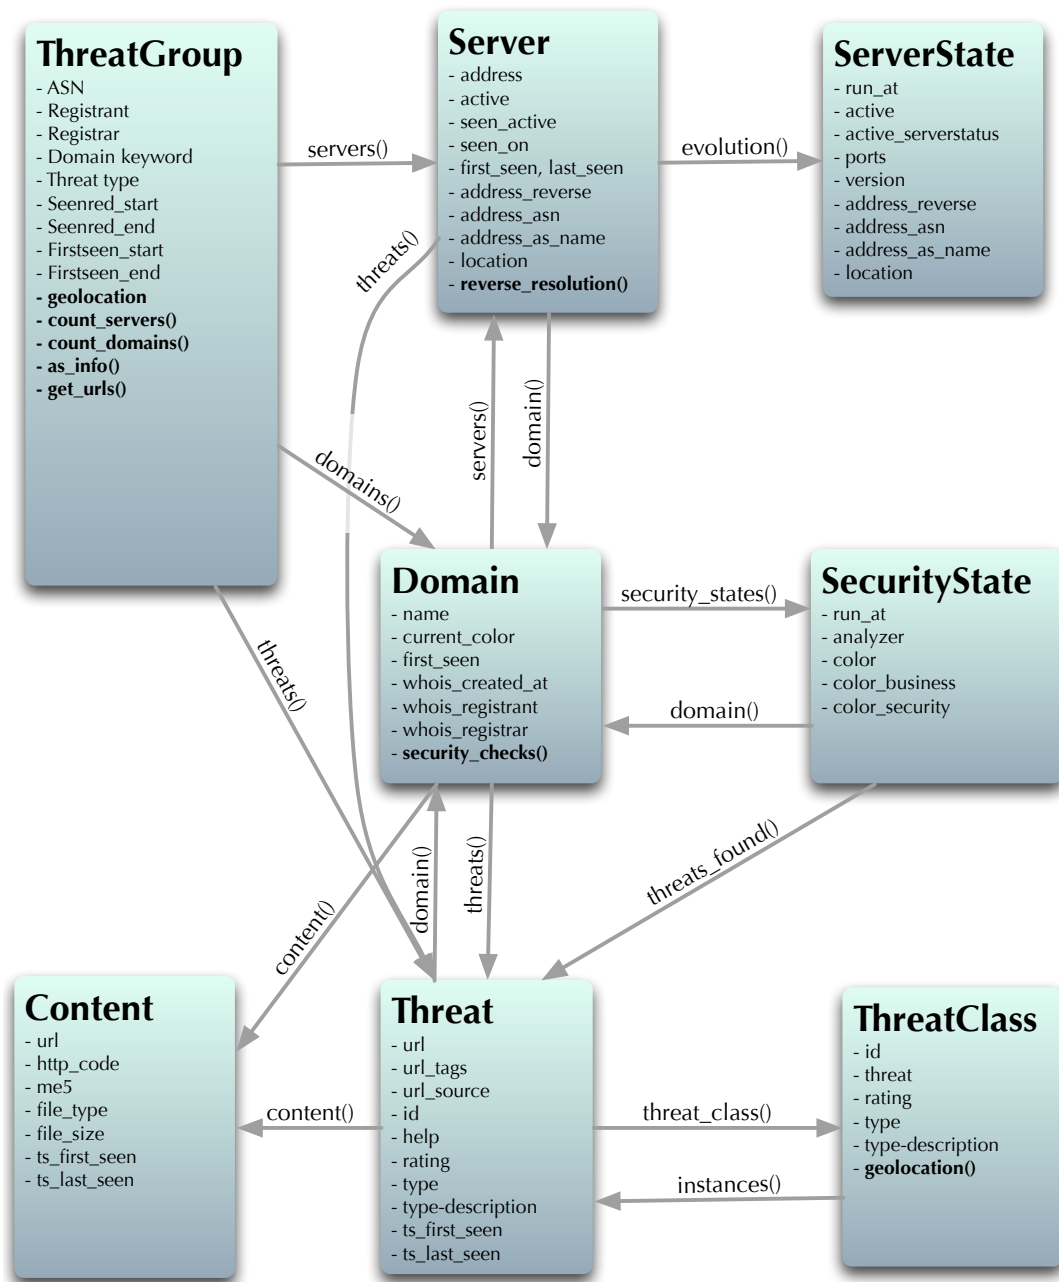 ThreatGroup
- ASN
- Registrant
- Registrar
- Domain keyword
- Threat type
- Seenred_start
- Seenred_end
- Firstseen_start
- Firstseen_end
- geolocation
- count_servers()
- count_domains()
- as_info()
- get_urls()
servers()
Server
- address
- active
- seen_active
- seen_on
- first_seen, last_seen
- address_reverse
- address_asn
- address_as_name
- location
- reverse_resolution()
evolution()
ServerState
- run_at
- active
- active_serverstatus
- ports
- version
- address_reverse
- address_asn
- address_as_name
- location
threats()
servers()
domain()
domains()
Domain
- name
- current_color
- first_seen
- whois_created_at
- whois_registrant
- whois_registrar
- security_checks()
security_states()
domain()
SecurityState
- run_at
- analyzer
- color
- color_business
- color_security
threats()
content()
domain()
threats()
threats_found()
Content
- url
- http_code
- me5
- file_type
- file_size
- ts_first_seen
- ts_last_seen
content()
Threat
- url
- url_tags
- url_source
- id
- help
- rating
- type
- type-description
- ts_first_seen
- ts_last_seen
threat_class()
instances()
ThreatClass
- id
- threat
- rating
- type
- type-description
- geolocation()